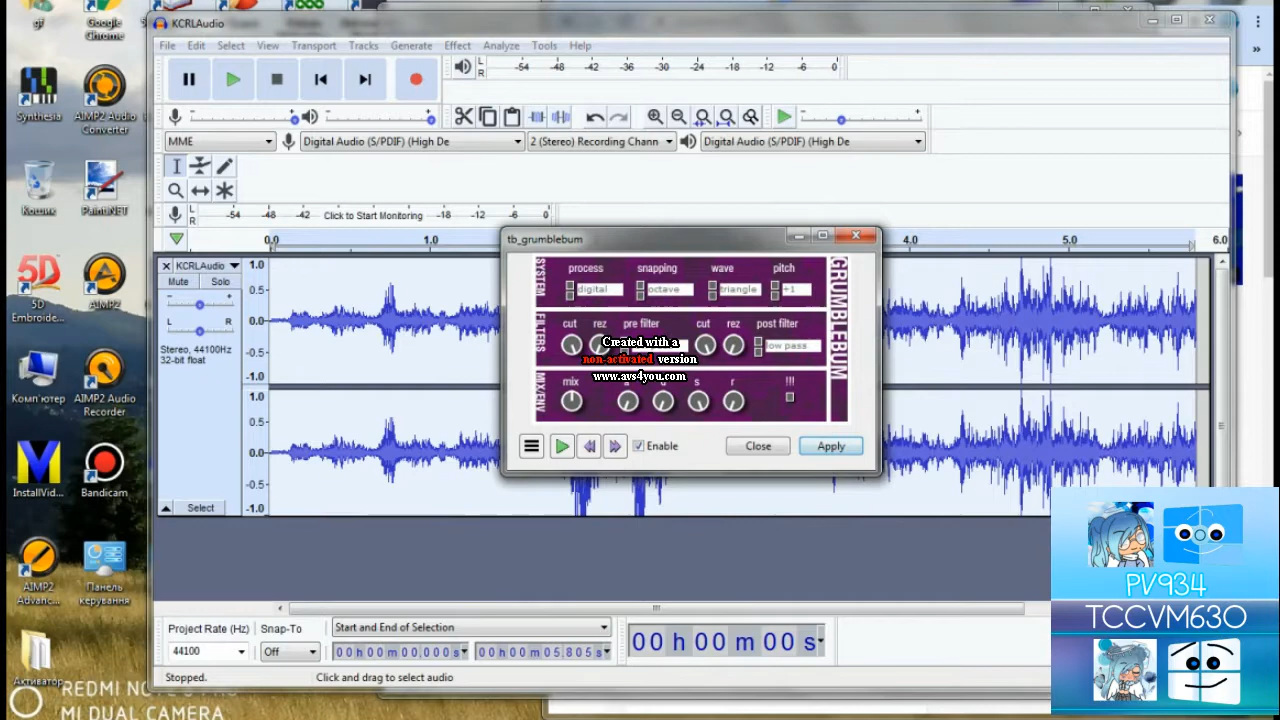 gif
Google
Chrome
Synthesia
AIMP2 Audio
Converter
Кошик
Paint.NET
5D
Embroide...
AIMP2
Комп'ютер
AIMP2 Audio
Recorder
InstallVid...
Bandicam
AIMP2
Advanc...
Панель
керування
Активатор
MI DUAL CAMERA
KCRLAudio
File Edit Select View Transport Tracks Generate Effect Analyze Tools Help
L
R
-54 -48 -42 -36 -30 -24 -18 -12 -6 0
MME
Digital Audio (S/PDIF) (High De
2 (Stereo) Recording Chann
Digital Audio (S/PDIF) (High De
L
R
-54 -48 -42 Click to Start Monitoring -18 -12 -6 0
0.0 1.0 4.0 5.0 6.0
KCRLAudio
Mute Solo
- +
L R
Stereo, 44100Hz
32-bit float
Select
1.0
0.5
0.0
-0.5
-1.0
1.0
0.5
0.0
-0.5
-1.0
tb_grumblebum
SYSTEM
process snapping wave pitch
digital octave triangle +1
FILTERS
cut rez pre filter cut rez post filter
low pass
MIX/ENV
mix a d s r !!!
GRUMBLEBUM
Created with a
non-activated version
www.avs4you.com
Enable
Close
Apply
Project Rate (Hz)
Snap-To
Start and End of Selection
44100
Off
00 h 00 m 00.000 s
00 h 00 m 05.805 s
00 h 00 m 00 s
Stopped.
Click and drag to select audio
PV934
TCCVM630